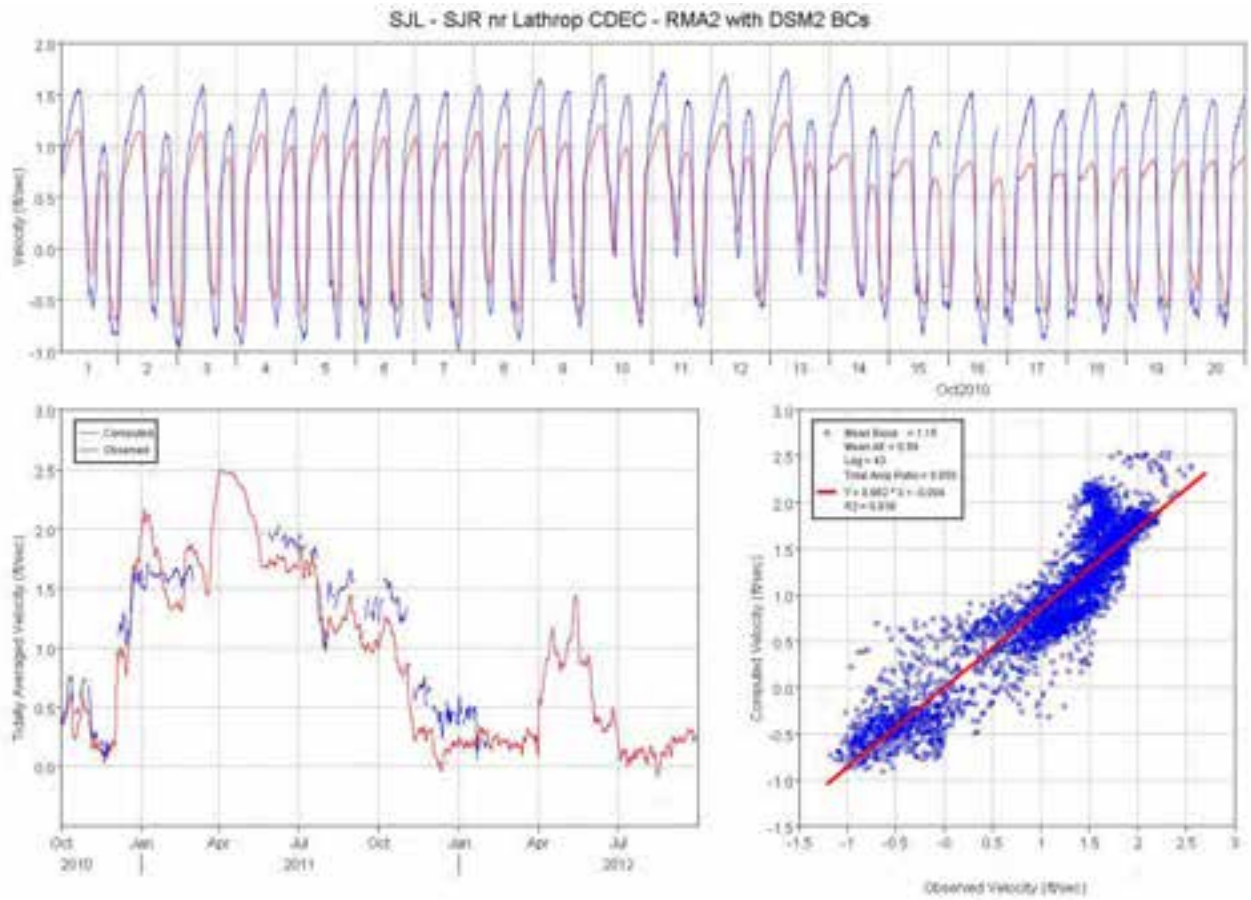 SJL - SJR nr Lathrop CDEC - RMA2 with DSM2 BCs
Velocity (ft/sec)
2.0
1.5
1.0
0.5
0.0
-0.5
-1.0
1 2 3 4 5 6 7 8 9 10 11 12 13 14 15 16 17 18 19 20
Oct2010
Tidally Averaged Velocity (ft/sec)
3.0
2.5
2.0
1.5
1.0
0.5
0.0
Computed
Observed
Oct Jan Apr Jul Oct Jan Apr Jul
2010 2011 2012
Computed Velocity (ft/sec)
3.0
2.5
2.0
1.5
1.0
0.5
0.0
-0.5
-1.0
-1.5
Total Amp Ratio
-1.5 -1 -0.5 0 0.5 1 1.5 2 2.5 3
Observed Velocity (ft/sec)